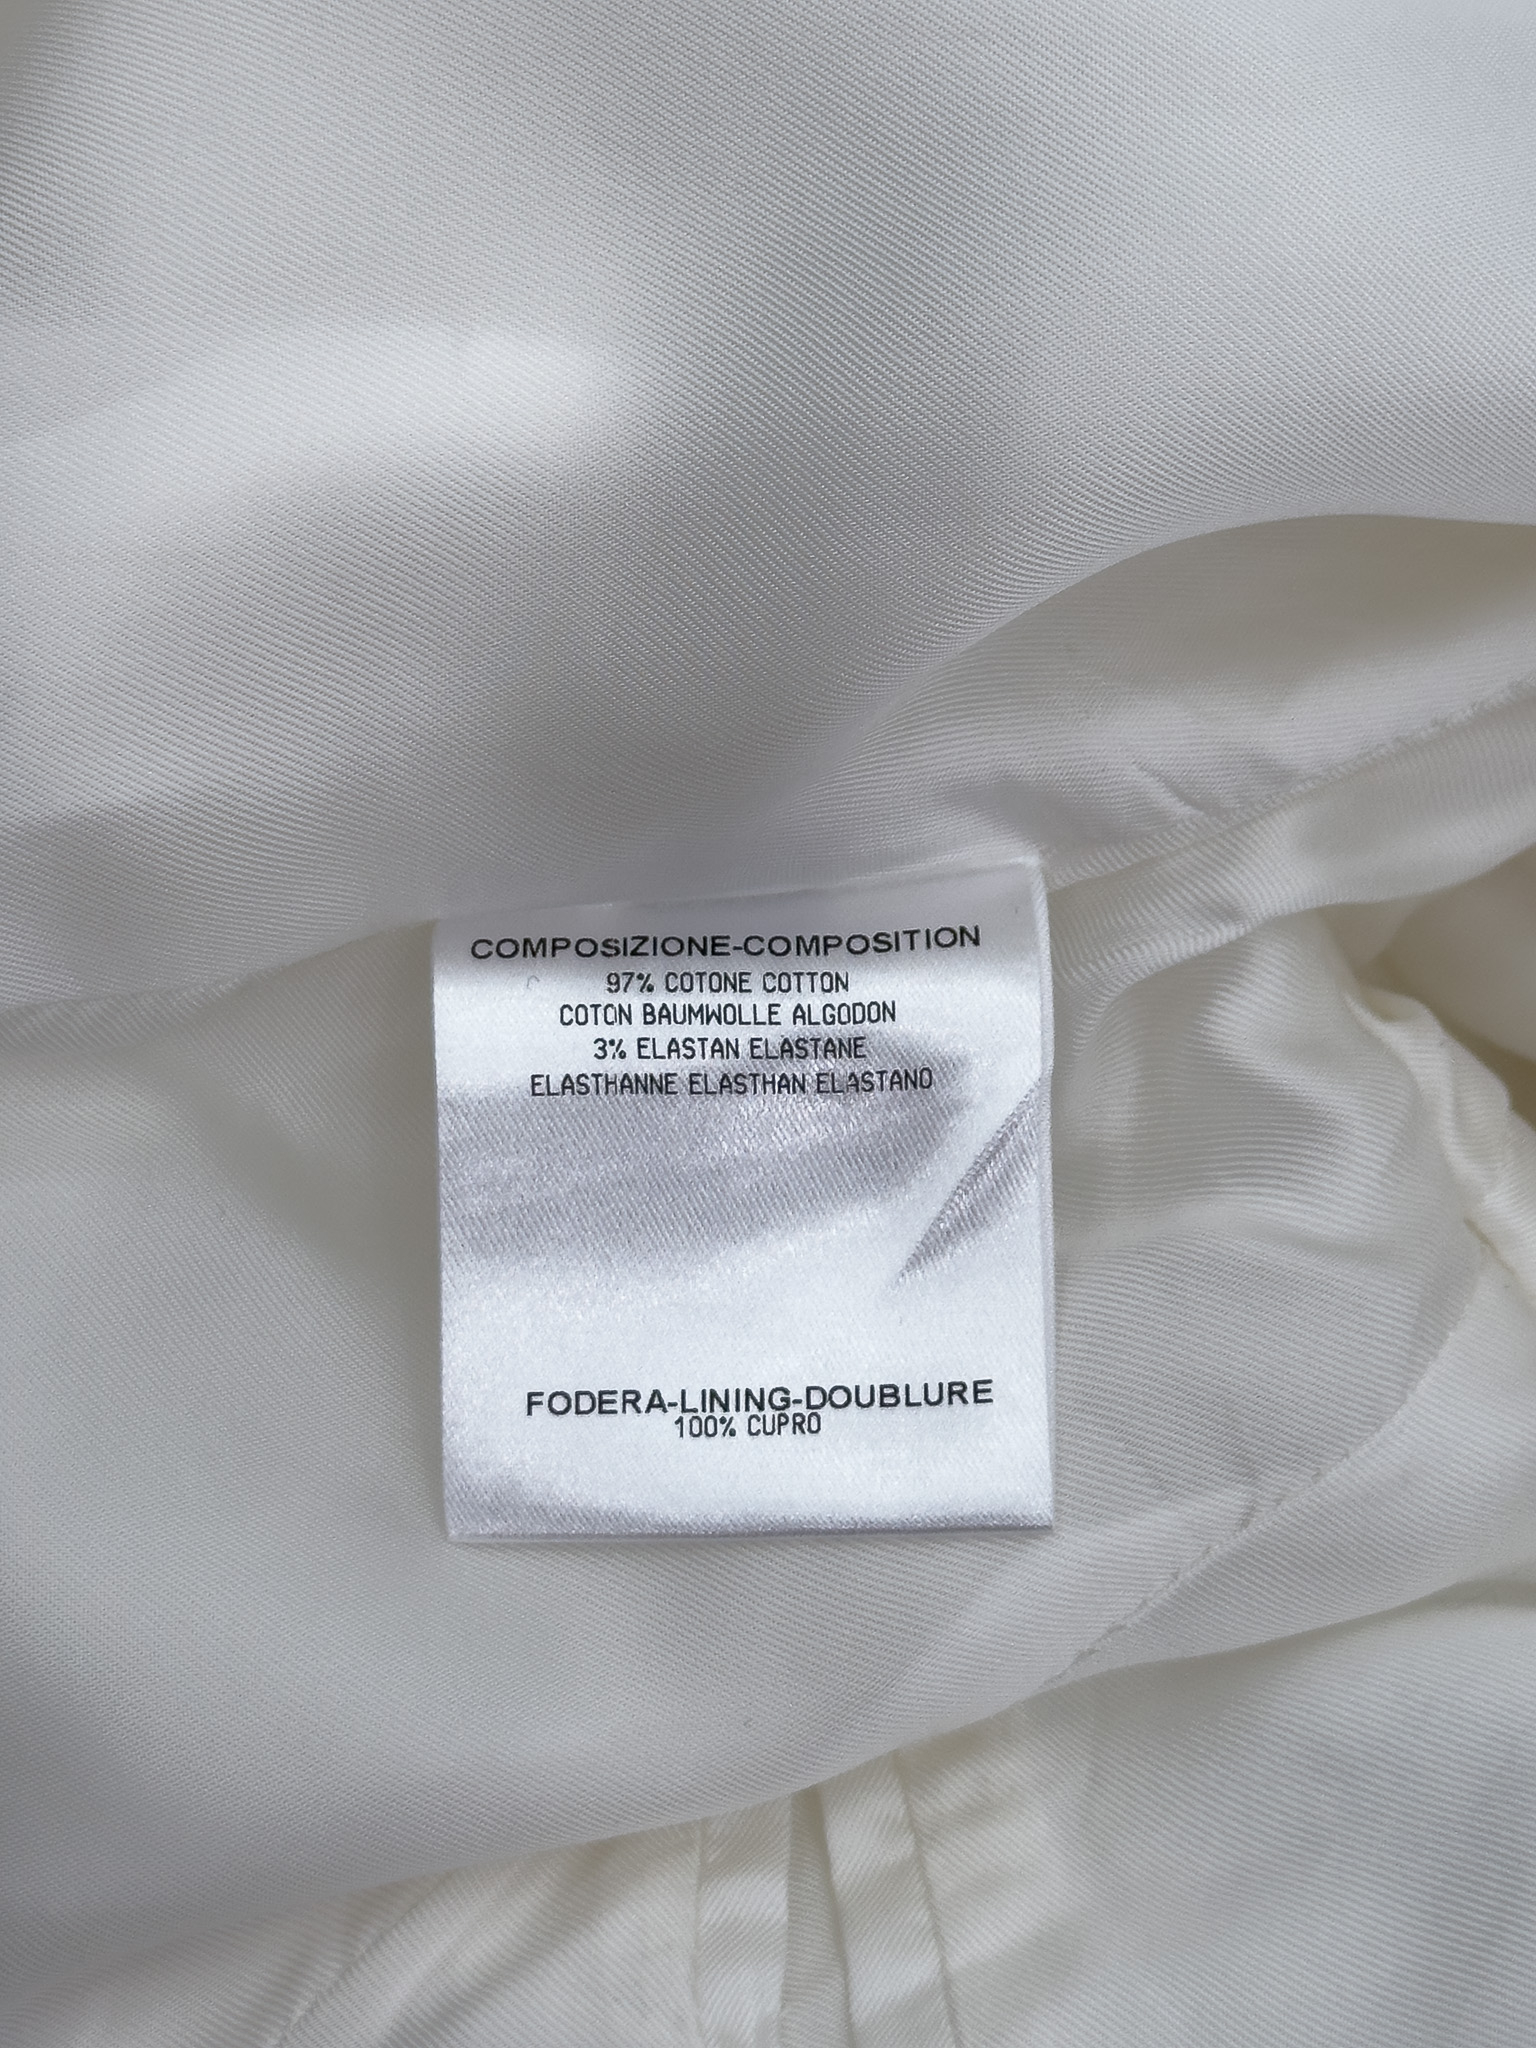 COMPOSIZIONE-COMPOSITION
97% COTONE COTTON
COTON BAUMWOLLE ALGODON
3% ELASTAN ELASTANE
ELASTHANNE ELASTHAN ELASTANO
FODERA-LINING-DOUBLURE
100% CUPRO